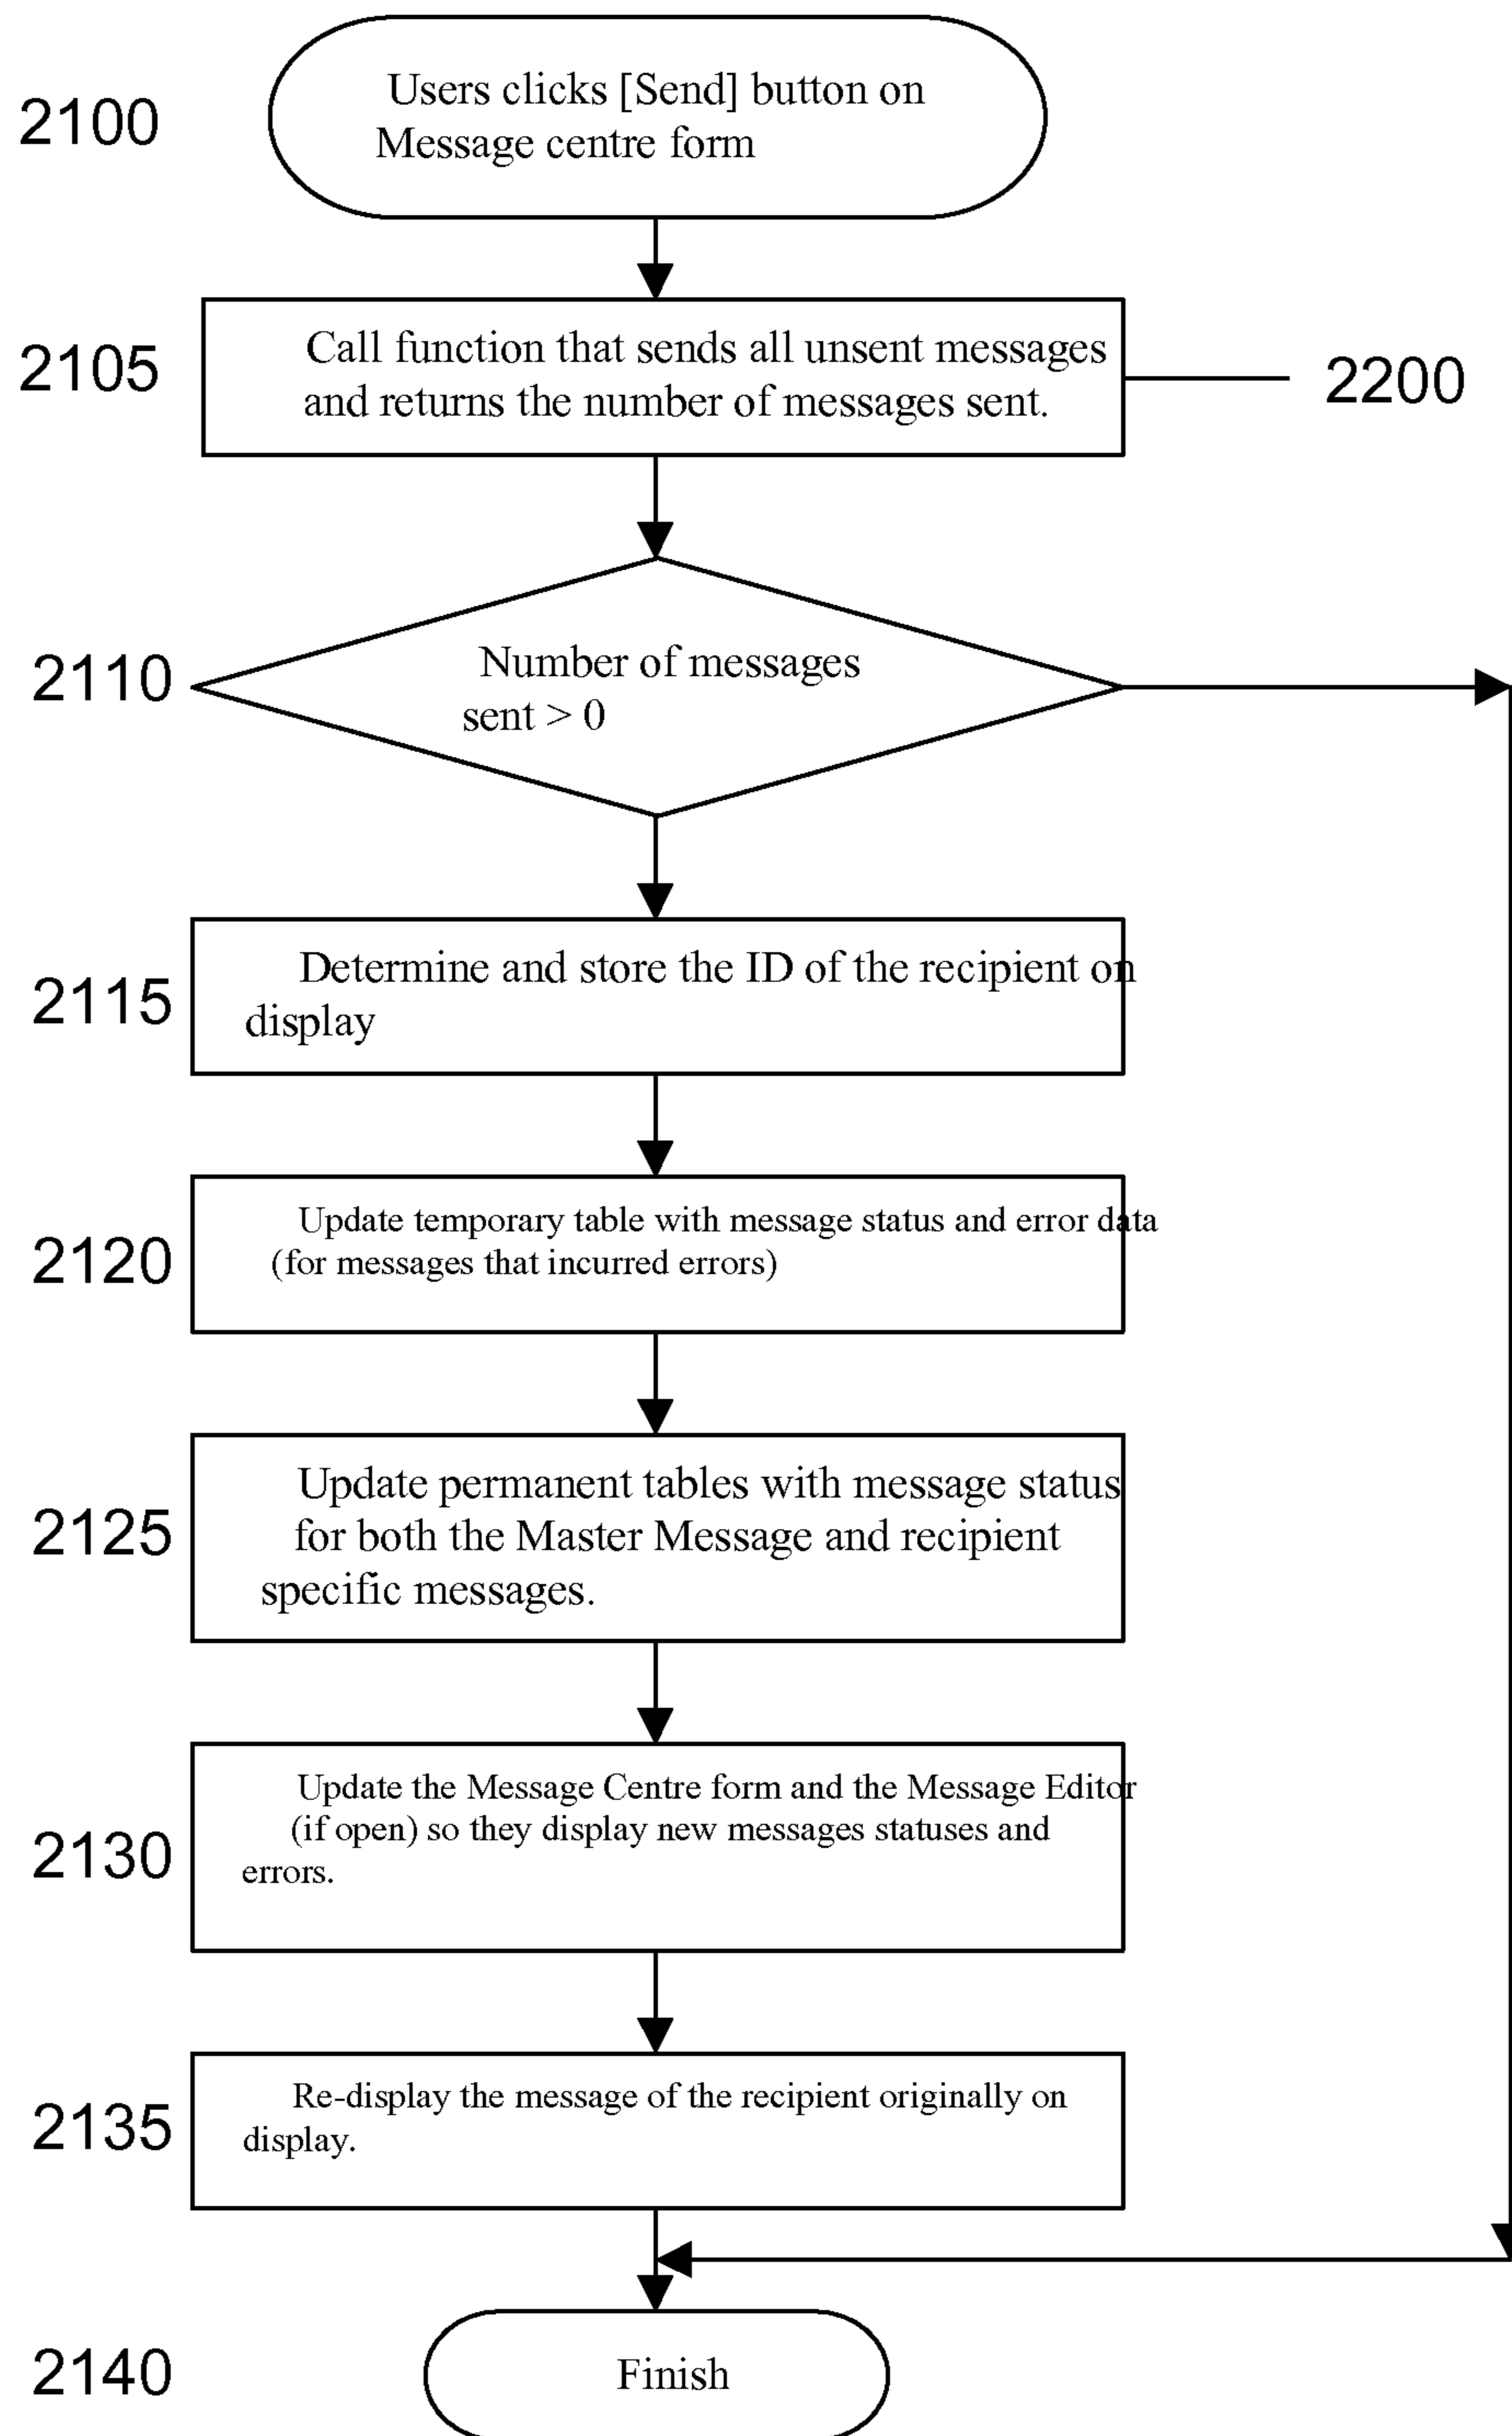 2100
Users clicks [Send] button on
Message centre form
2105
Call function that sends all unsent messages
and returns the number of messages sent.
2200
2110
Number of messages
sent > 0
2115
Determine and store the ID of the recipient on
display
2120
Update temporary table with message status and error data
(for messages that incurred errors)
2125
Update permanent tables with message status
for both the Master Message and recipient
specific messages.
2130
Update the Message Centre form and the Message Editor
(if open) so they display new messages statuses and
errors.
2135
Re-display the message of the recipient originally on
display.
2140
Finish